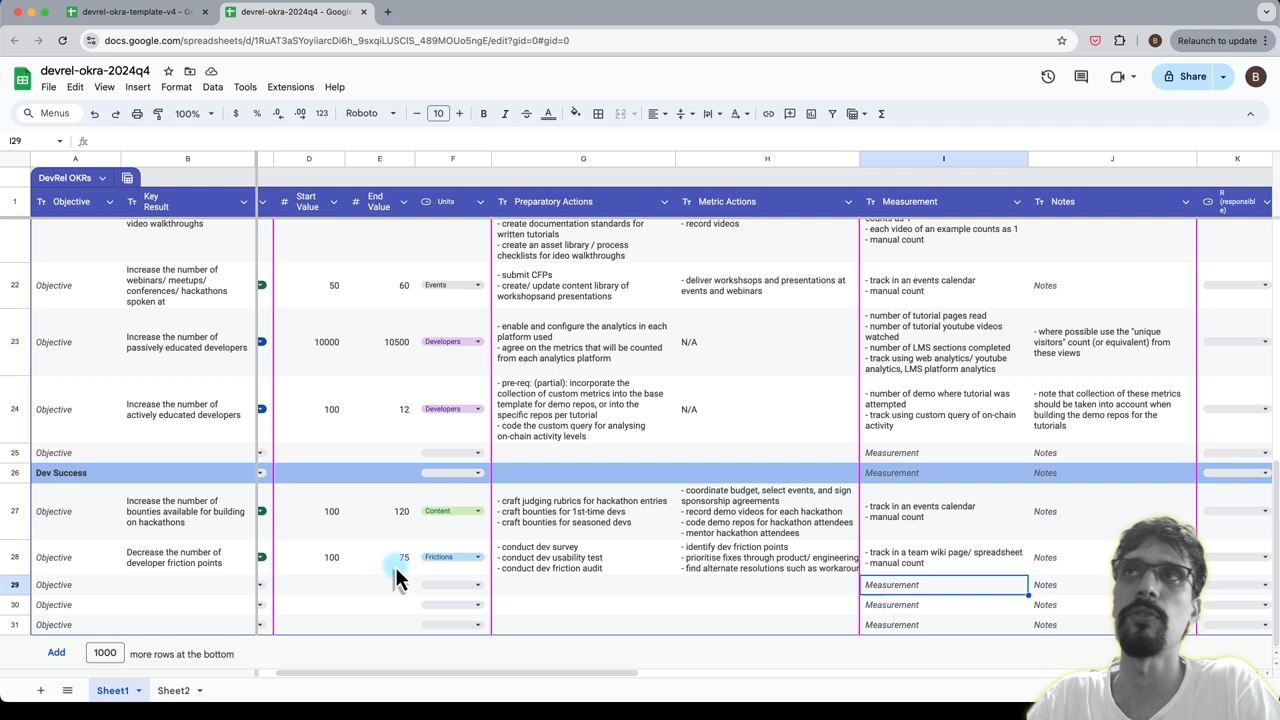 devrel-okra-template-v4 - Go
devrel-okra-2024q4 - Google
docs.google.com/spreadsheets/d/1RuAT3aSYoyiiarcDi6h_9sxqiLUSCIS_489MOUo5ngE/edit?gid=0#gid=0
B
Relaunch to update
devrel-okra-2024q4
File Edit View Insert Format Data Tools Extensions Help
Share
B
Menus
100%
$ % .0 .00 123
Roboto
10
B I A
I29
fx
A B D E F G H I J K
DevRel OKRs
1 Objective Key Result Start Value End Value Units Preparatory Actions Metric Actions Measurement Notes R (responsible)
video walkthroughs
- create documentation standards for
written tutorials
- create an asset library / process
checklists for ideo walkthroughs
- record videos
counts as 1
- each video of an example counts as 1
- manual count
22 Objective
Increase the number of
webinars/ meetups/
conferences/ hackathons
spoken at
50 60 Events
- submit CFPs
- create/ update content library of
workshopsand presentations
- deliver workshsops and presentations at
events and webinars
- track in an events calendar
- manual count
Notes
23 Objective
Increase the number of
passively educated developers
10000 10500 Developers
- enable and configure the analytics in each
platform used
- agree on the metrics that will be counted
from each analytics platform
N/A
- number of tutorial pages read
- number of tutorial youtube videos
watched
- number of LMS sections completed
- track using web analytics/ youtube
analytics, LMS platform analytics
- where possible use the "unique
visitors" count (or equivalent) from
these views
24 Objective
Increase the number of
actively educated developers
100 12 Developers
- pre-req: (partial): incorporate the
collection of custom metrics into the base
template for demo repos, or into the
specific repos per tutorial
- code the custom query for analysing
on-chain activity levels
N/A
- number of demo where tutorial was
attempted
- track using custom query of on-chain
activity
- note that collection of these metrics
should be taken into account when
building the demo repos for the
tutorials
25 Objective Measurement Notes
26 Dev Success Measurement Notes
27 Objective
Increase the number of
bounties available for building
on hackathons
100 120 Content
- craft judging rubrics for hackathon entries
- craft bounties for 1st-time devs
- craft bounties for seasoned devs
- coordinate budget, select events, and sign
sponsorship agreements
- record demo videos for each hackathon
- code demo repos for hackathon attendees
- mentor hackathon attendees
- track in an events calendar
- manual count
28 Objective
Decrease the number of
developer friction points
100 75 Frictions
- conduct dev survey
- conduct dev usability test
- conduct dev friction audit
- identify dev friction points
- prioritise fixes through product/ engineering
- find alternate resolutions such as workaroun
- track in a team wiki page/ spreadsheet
- manual count
29 Objective Measurement Notes
30 Objective Measurement Notes
31 Objective Measurement Notes
Add 1000 more rows at the bottom
Sheet1 Sheet2